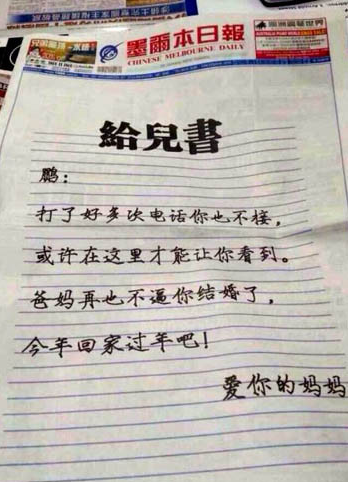 墨爾本日報
CHINESE MELBOURNE DAILY
給兒書
鹏：
打了好多次电话你也不接，
或许在这里才能让你看到。
爸妈再也不逼你结婚了，
今年回家过年吧！
爱你的妈妈